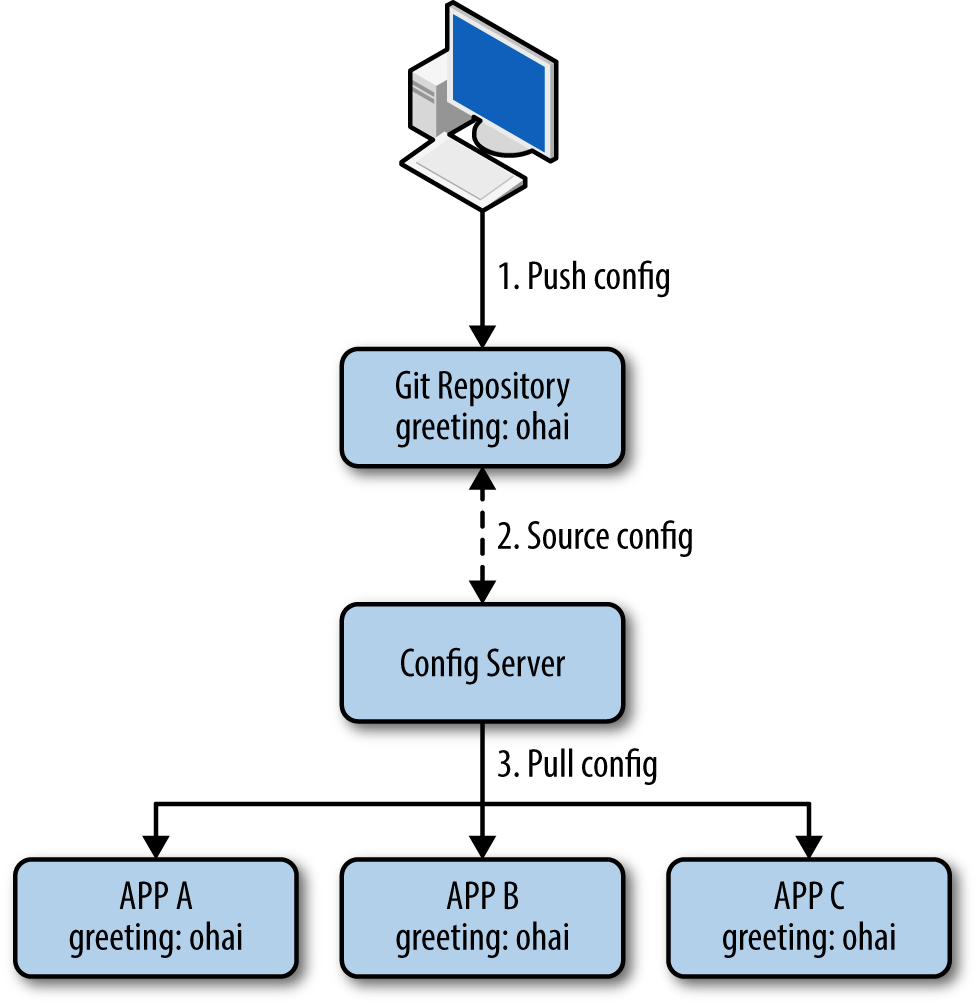 1. Push config
Git Repository
greeting: ohai
2. Source config
Config Server
3. Pull config
APP A
greeting: ohai
APP B
greeting: ohai
APP C
greeting: ohai